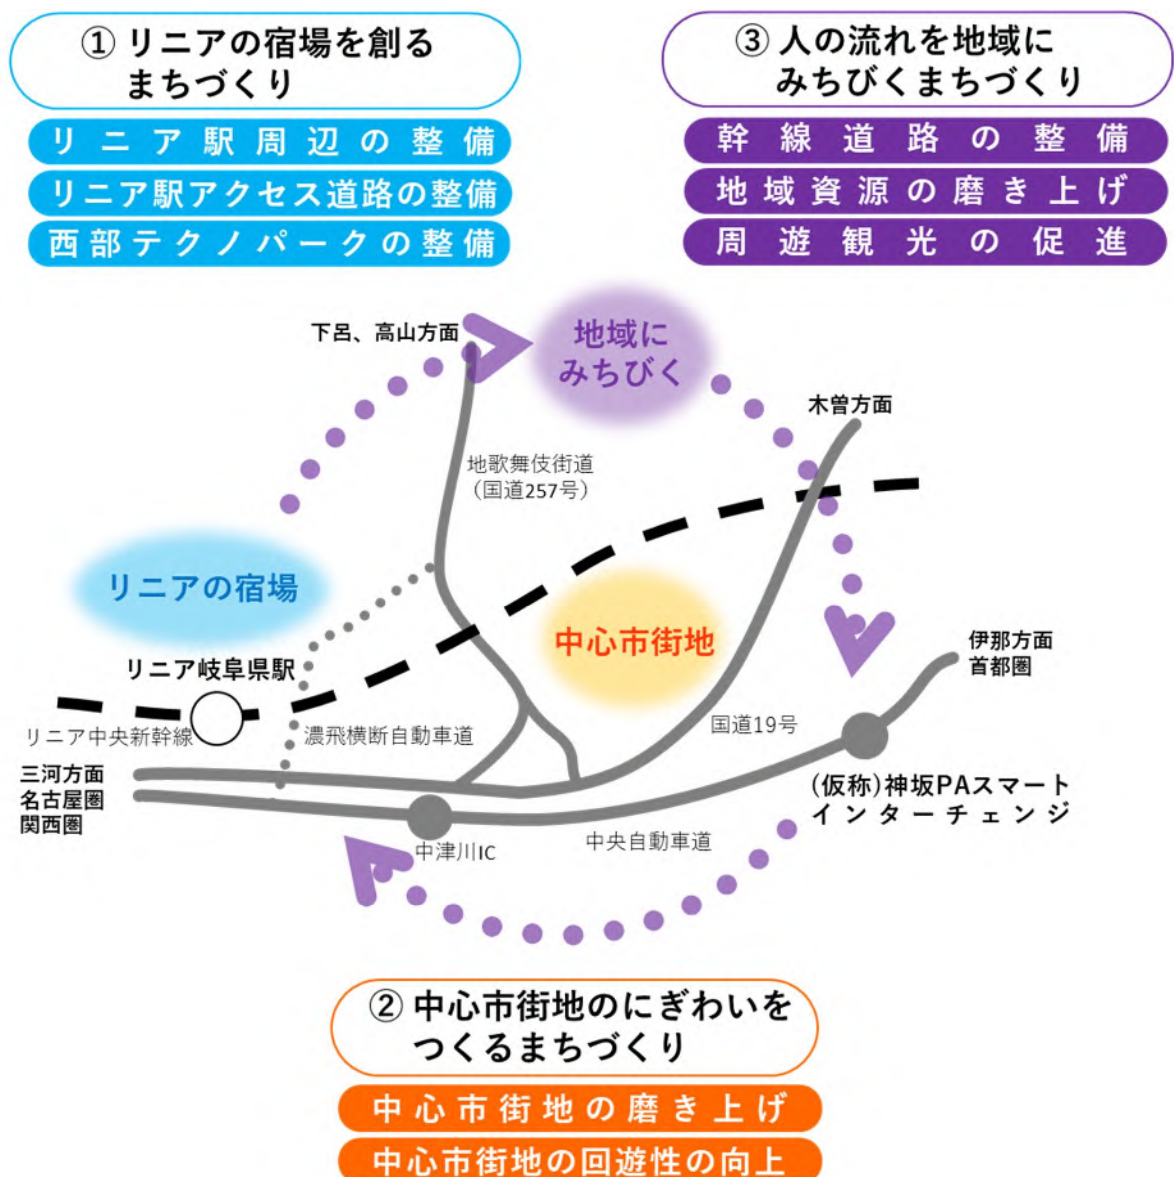 ① リニアの宿場を創る
まちづくり
リニア駅周辺の整備
リニア駅アクセス道路の整備
西部テクノパークの整備
③ 人の流れを地域に
みちびくまちづくり
幹線道路の整備
地域資源の磨き上げ
周遊観光の促進
下呂、高山方面
地域に
みちびく
木曽方面
地歌舞伎街道
（国道257号）
リニアの宿場
中心市街地
伊那方面
首都圏
リニア岐阜県駅
リニア中央新幹線
濃飛横断自動車道
国道19号
三河方面
名古屋圏
関西圏
(仮称)神坂PAスマート
インターチェンジ
中津川IC
中央自動車道
② 中心市街地のにぎわいを
つくるまちづくり
中心市街地の磨き上げ
中心市街地の回遊性の向上